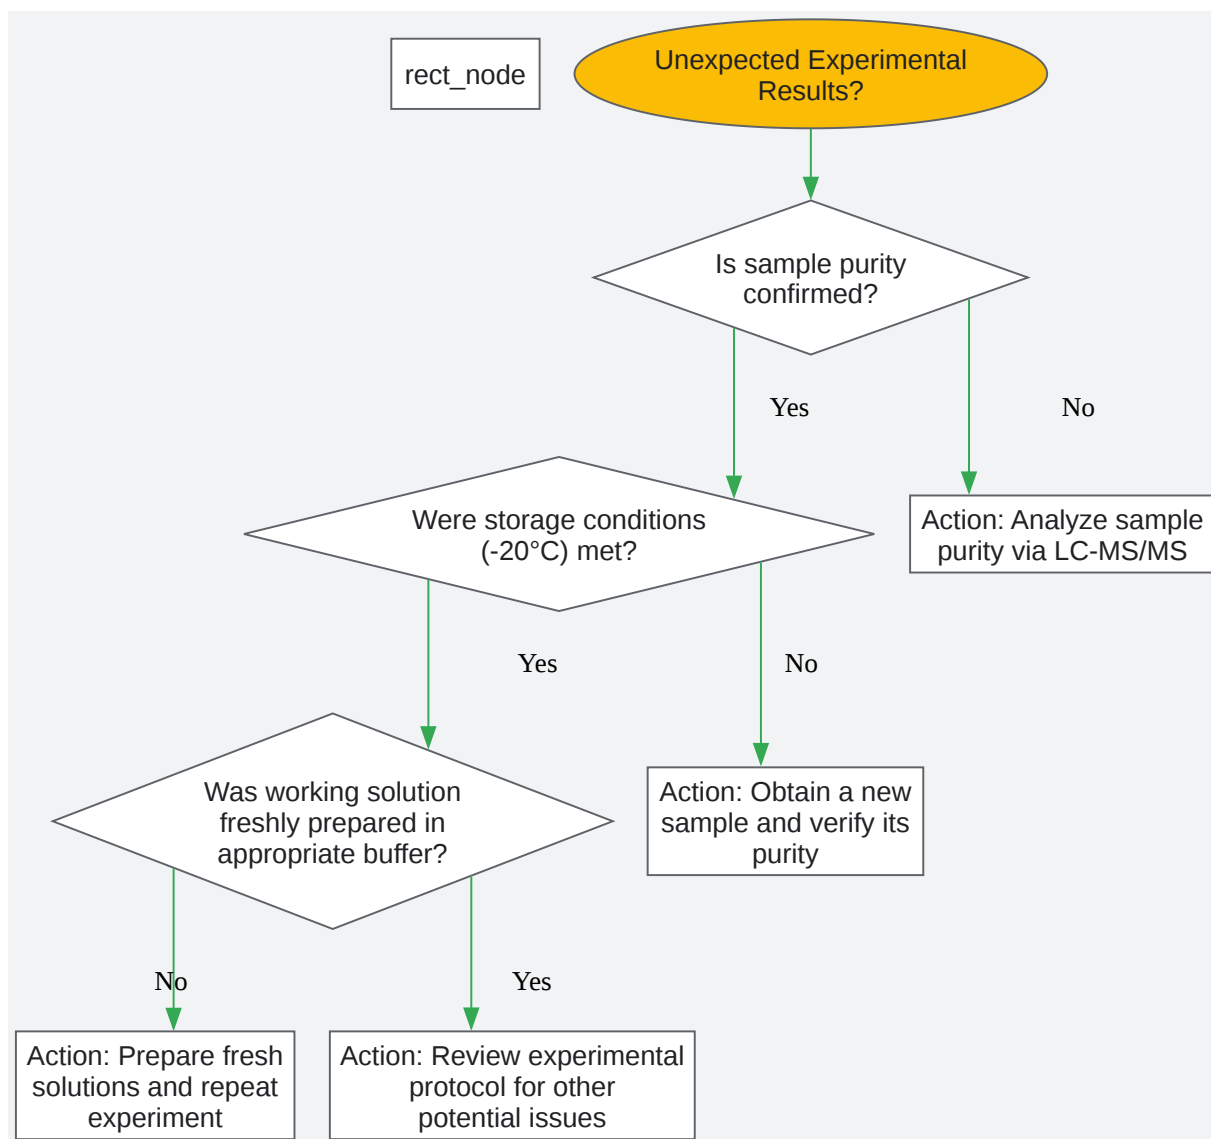 rect_node
Unexpected Experimental
Results?
Is sample purity
confirmed?
Yes
No
Were storage conditions
(-20°C) met?
Action: Analyze sample
purity via LC-MS/MS
Yes
No
Was working solution
freshly prepared in
appropriate buffer?
Action: Obtain a new
sample and verify its
purity
No
Yes
Action: Prepare fresh
solutions and repeat
experiment
Action: Review experimental
protocol for other
potential issues